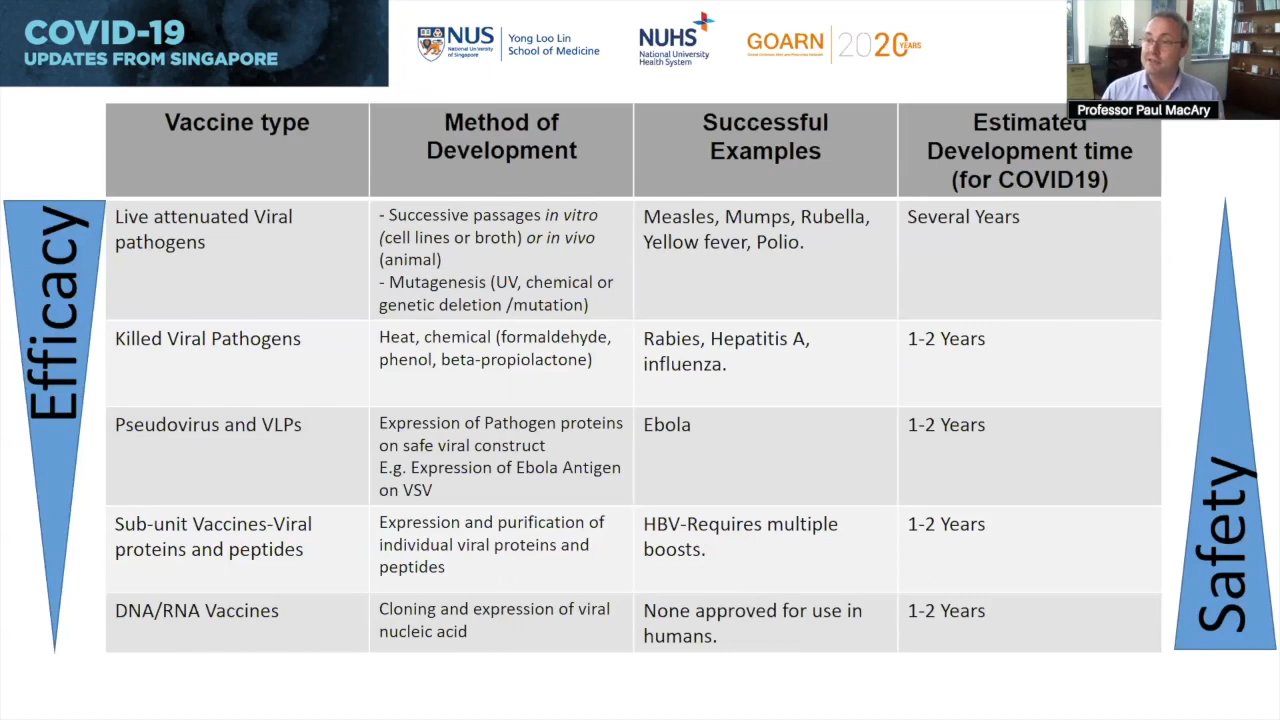 COVID-19
UPDATES FROM SINGAPORE
NUS
National University
of Singapore
Yong Loo Lin
School of Medicine
NUHS
National University
Health System
GOARN
2020 YEARS
Professor Paul MacAry
Vaccine type
Method of
Development
Successful
Examples
Estimated
Development time
(for COVID19)
Efficacy
Live attenuated Viral
pathogens
- Successive passages in vitro
(cell lines or broth) or in vivo
(animal)
- Mutagenesis (UV, chemical or
genetic deletion /mutation)
Measles, Mumps, Rubella,
Yellow fever, Polio.
Several Years
Killed Viral Pathogens
Heat, chemical (formaldehyde,
phenol, beta-propiolactone)
Rabies, Hepatitis A,
influenza.
1-2 Years
Pseudovirus and VLPs
Expression of Pathogen proteins
on safe viral construct
E.g. Expression of Ebola Antigen
on VSV
Ebola
1-2 Years
Sub-unit Vaccines-Viral
proteins and peptides
Expression and purification of
individual viral proteins and
peptides
HBV-Requires multiple
boosts.
1-2 Years
DNA/RNA Vaccines
Cloning and expression of viral
nucleic acid
None approved for use in
humans.
1-2 Years
Safety